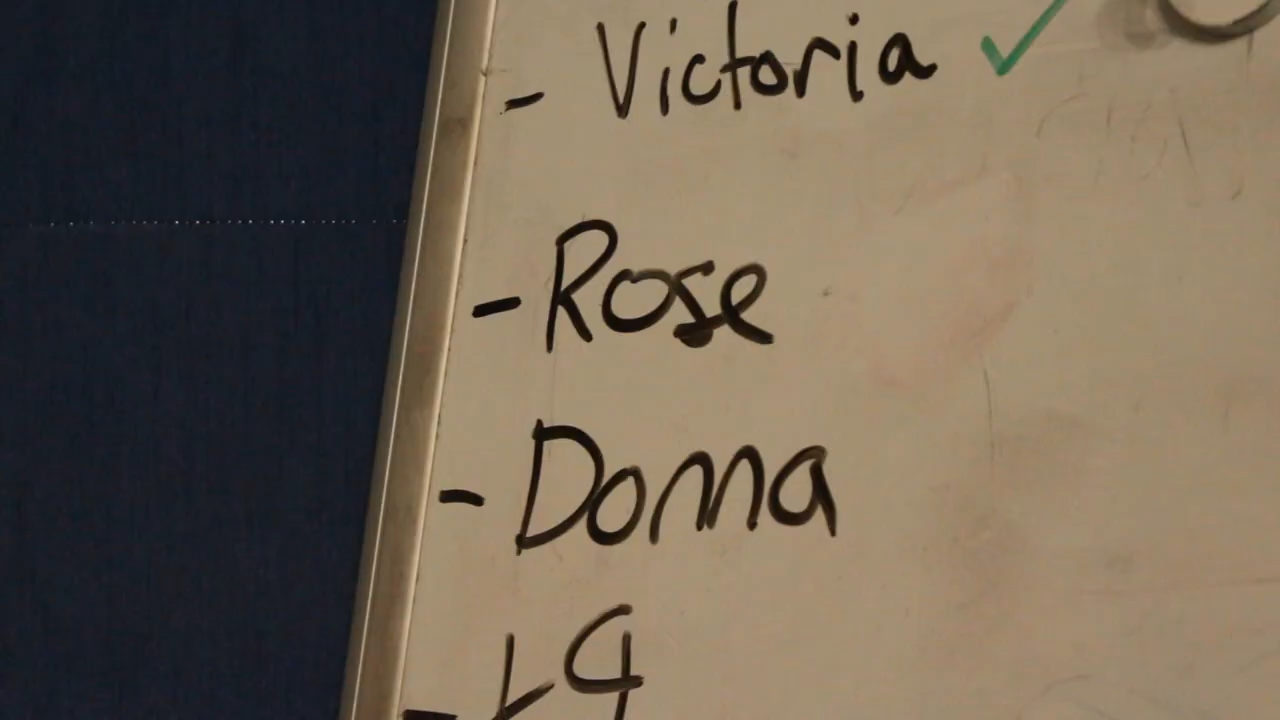 - Victoria ✓
- Rose
- Donna